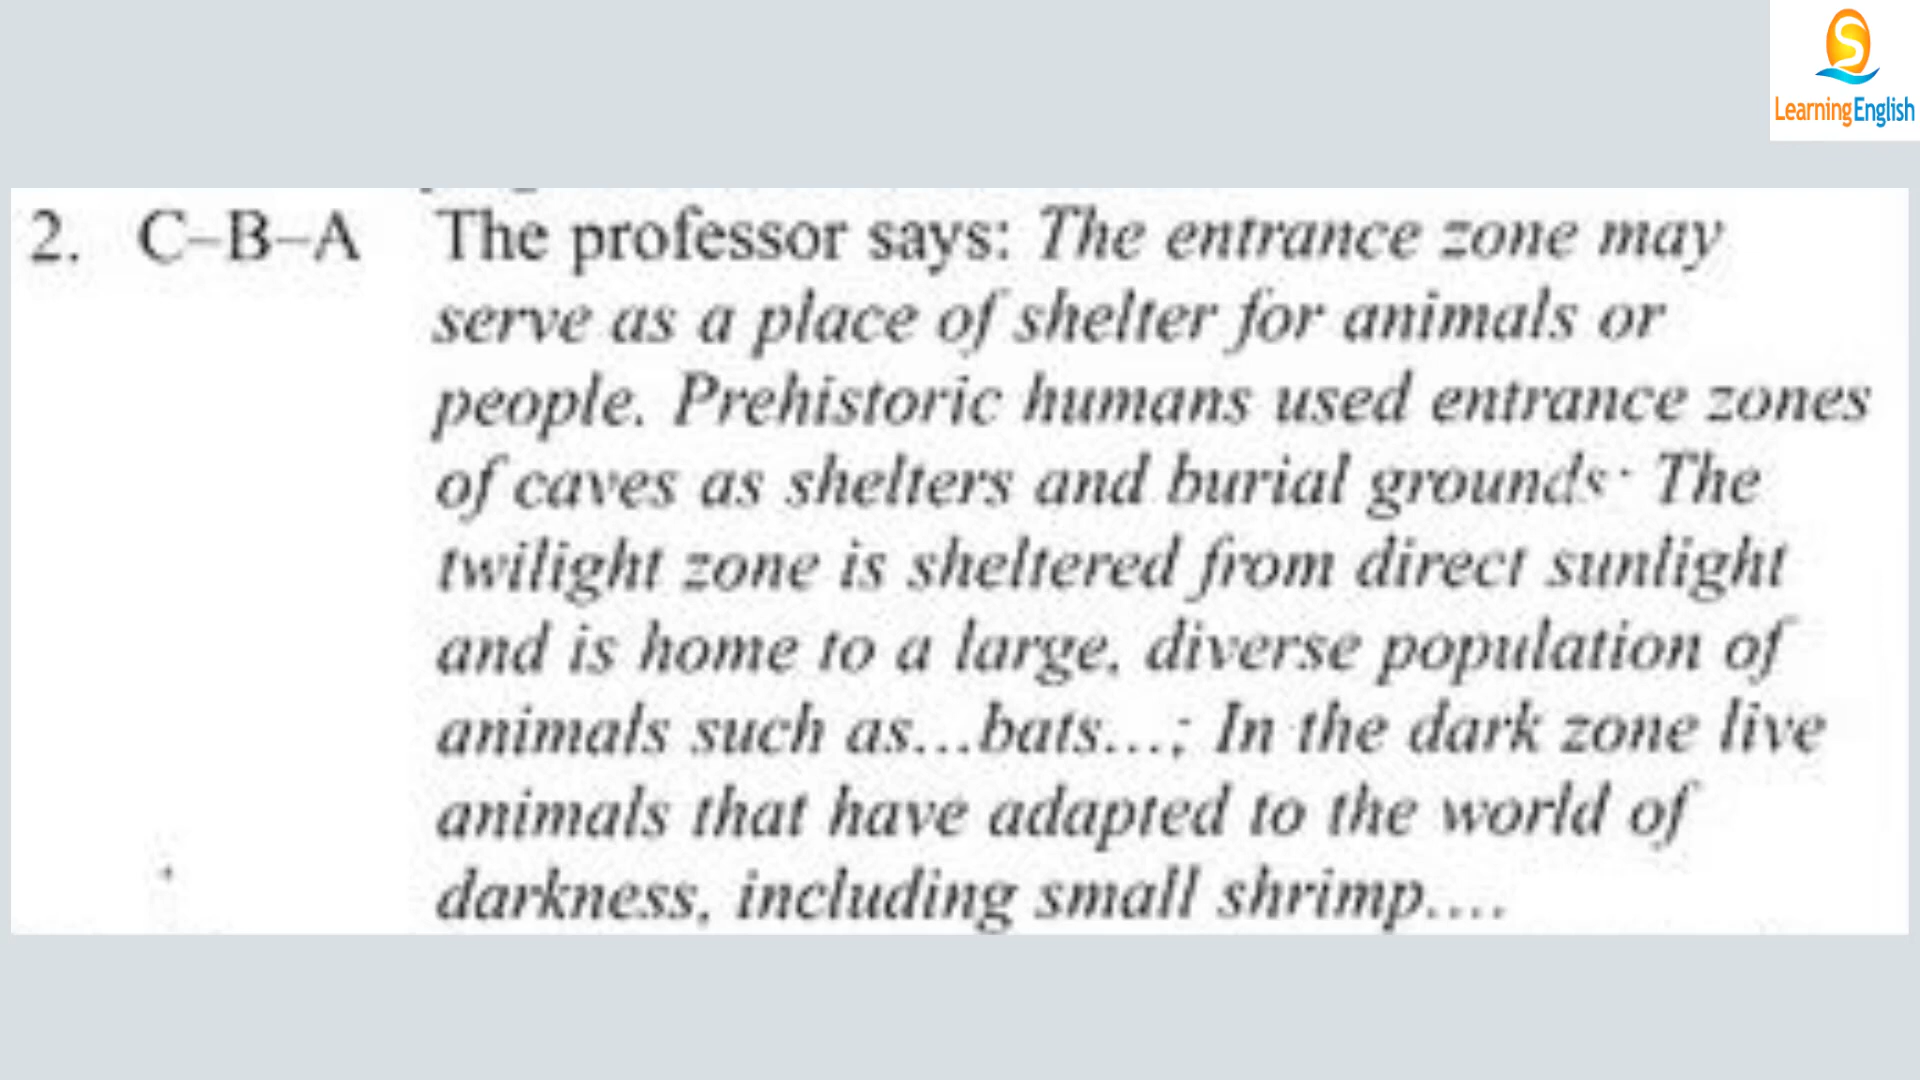 S
LearningEnglish
2. C–B–A The professor says: The entrance zone may
serve as a place of shelter for animals or
people. Prehistoric humans used entrance zones
of caves as shelters and burial grounds· The
twilight zone is sheltered from direct sunlight
and is home to a large, diverse population of
animals such as...bats...; In the dark zone live
animals that have adapted to the world of
darkness, including small shrimp....